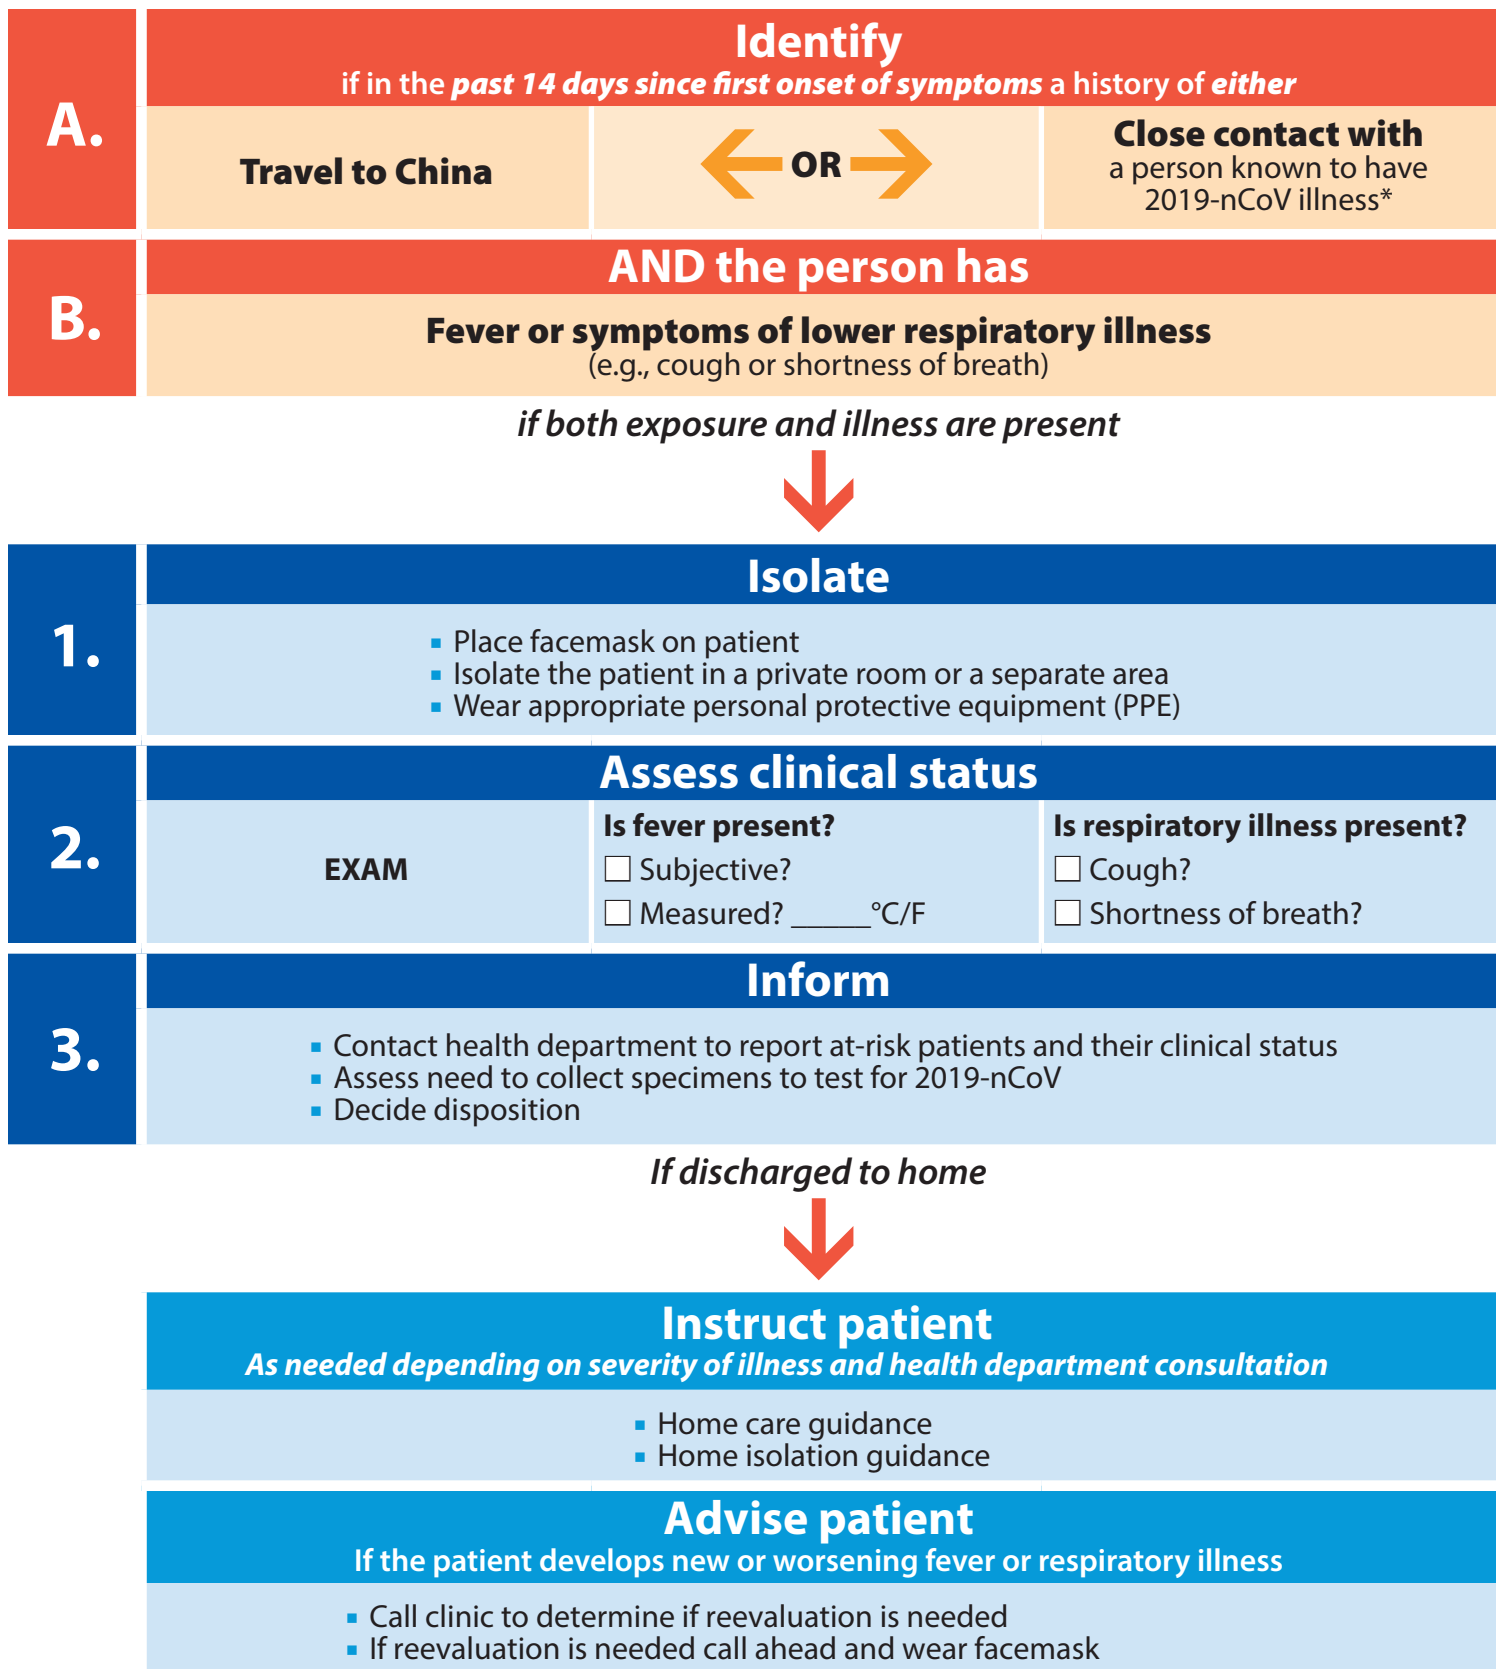 A.
Identify
if in the past 14 days since first onset of symptoms a history of either
Travel to China
OR
Close contact with
a person known to have
2019-nCoV illness*
B.
AND the person has
Fever or symptoms of lower respiratory illness
(e.g., cough or shortness of breath)
if both exposure and illness are present
1.
Isolate
▪ Place facemask on patient
▪ Isolate the patient in a private room or a separate area
▪ Wear appropriate personal protective equipment (PPE)
2.
Assess clinical status
EXAM
Is fever present?
☐ Subjective?
☐ Measured? _____°C/F
Is respiratory illness present?
☐ Cough?
☐ Shortness of breath?
3.
Inform
▪ Contact health department to report at-risk patients and their clinical status
▪ Assess need to collect specimens to test for 2019-nCoV
▪ Decide disposition
If discharged to home
Instruct patient
As needed depending on severity of illness and health department consultation
▪ Home care guidance
▪ Home isolation guidance
Advise patient
If the patient develops new or worsening fever or respiratory illness
▪ Call clinic to determine if reevaluation is needed
▪ If reevaluation is needed call ahead and wear facemask